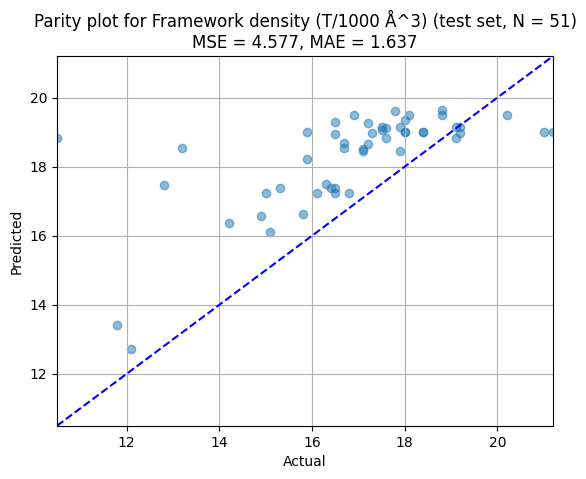 Parity plot for Framework density (T/1000 Å^3) (test set, N = 51)
MSE = 4.577, MAE = 1.637
20
18
16
14
12
Predicted
12 14 16 18 20
Actual